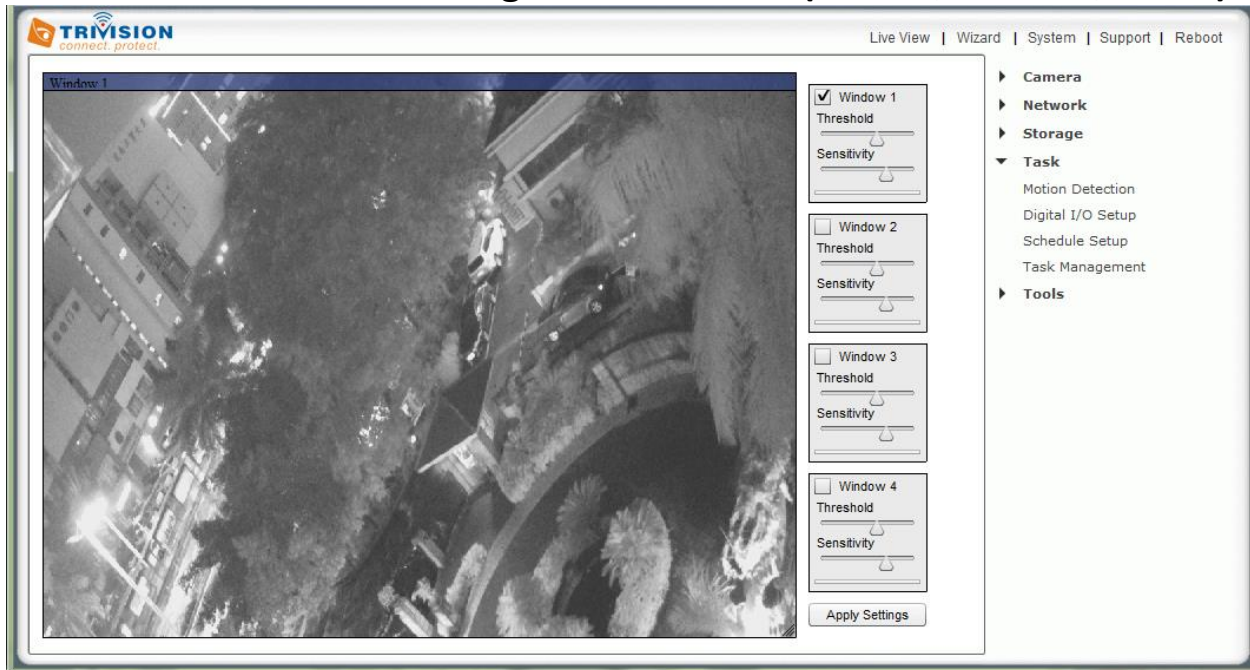 TRIVISION
connect. protect.
Live View | Wizard | System | Support | Reboot
Window 1
Window 1
Threshold
Sensitivity
Window 2
Threshold
Sensitivity
Window 3
Threshold
Sensitivity
Window 4
Threshold
Sensitivity
Apply Settings
Camera
Network
Storage
Task
Motion Detection
Digital I/O Setup
Schedule Setup
Task Management
Tools